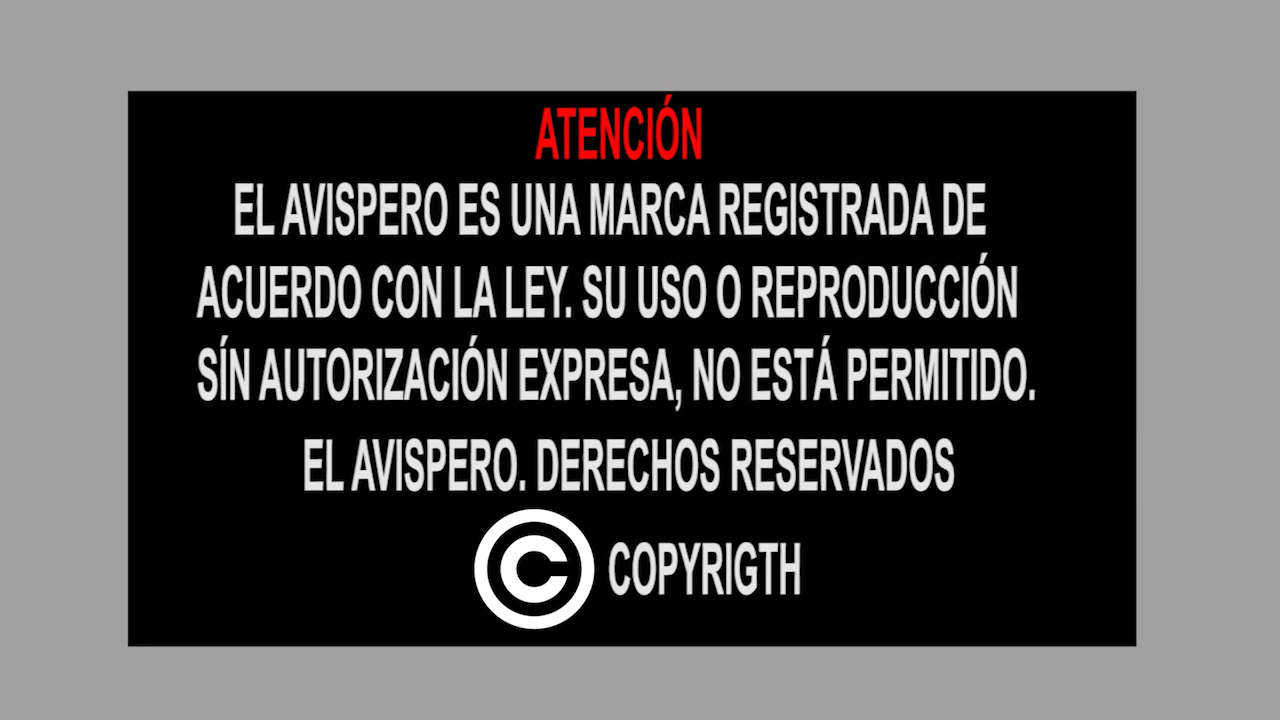 ATENCIÓN
EL AVISPERO ES UNA MARCA REGISTRADA DE
ACUERDO CON LA LEY. SU USO O REPRODUCCIÓN
SÍN AUTORIZACIÓN EXPRESA, NO ESTÁ PERMITIDO.
EL AVISPERO. DERECHOS RESERVADOS
© COPYRIGTH